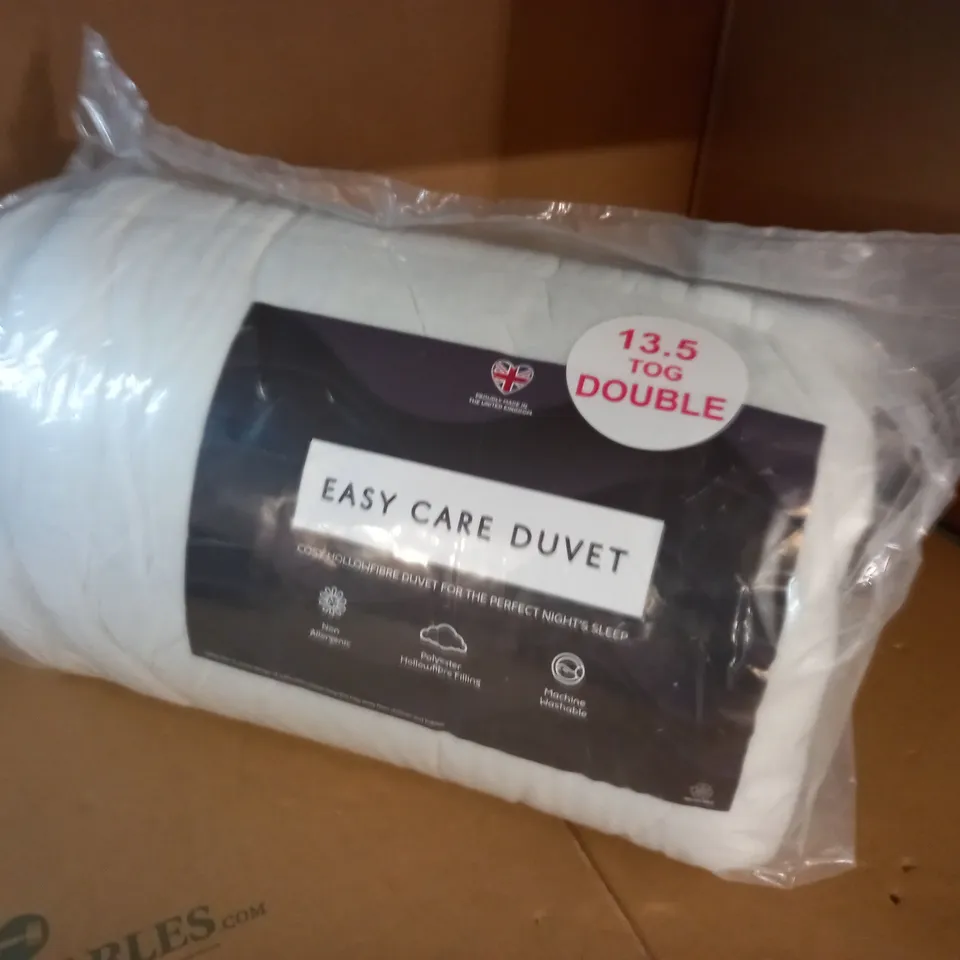 13.5
TOG
DOUBLE
PROUDLY MADE IN
THE UNITED KINGDOM
EASY CARE DUVET
COSY HOLLOWFIBRE DUVET FOR THE PERFECT NIGHT'S SLEEP
Non
Allergenic
Polyester
Hollowfibre Filling
Machine
Washable
BLES.COM